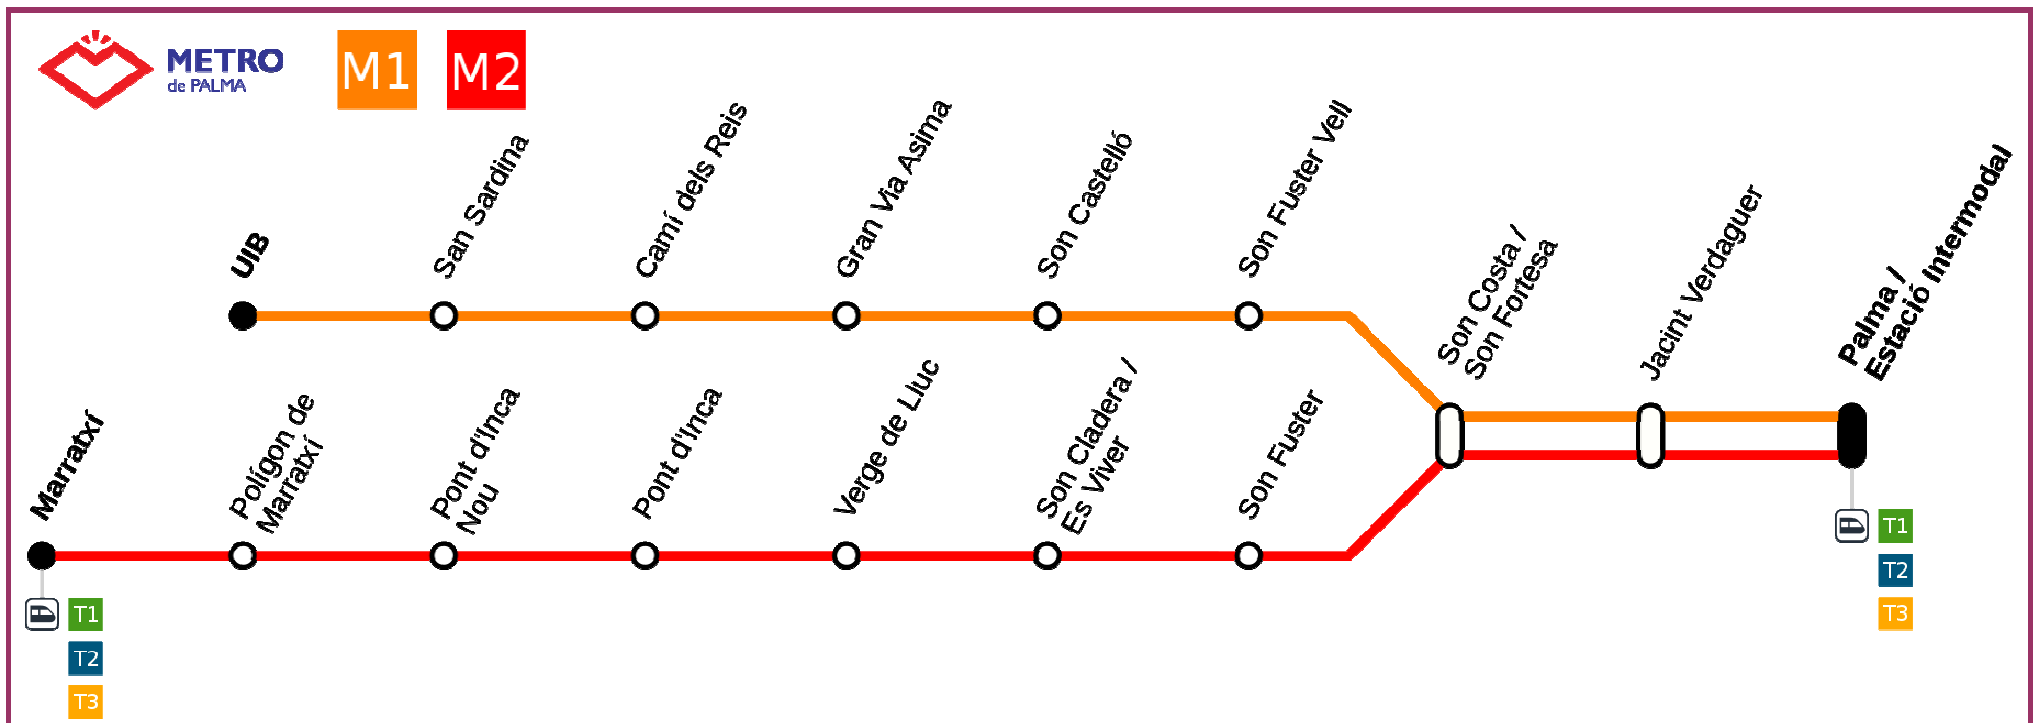 METRO
de PALMA
M1
M2
UIB
San Sardina
Camí dels Reis
Gran Via Asima
Son Castelló
Son Fuster Vell
Son Costa /
Son Fortesa
Jacint Verdaguer
Palma /
Estació Intermodal
Marratxí
Polígon de
Marratxí
Pont d'Inca
Nou
Pont d'Inca
Verge de Lluc
Son Cladera /
Es Viver
Son Fuster
T1
T2
T3
T1
T2
T3